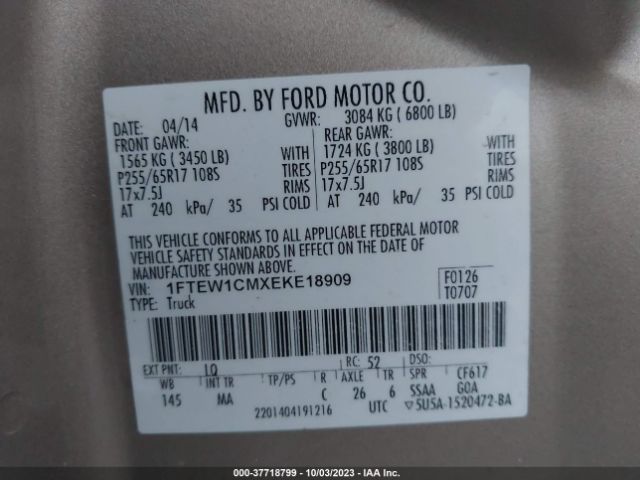 MFD. BY FORD MOTOR CO.
DATE: 04/14 GVWR: 3084 KG ( 6800 LB)
FRONT GAWR: REAR GAWR:
1565 KG ( 3450 LB) WITH 1724 KG ( 3800 LB) WITH
P255/65R17 108S TIRES P255/65R17 108S TIRES
17x7.5J RIMS 17x7.5J RIMS
AT 240 kPa/ 35 PSI COLD AT 240 kPa/ 35 PSI COLD
THIS VEHICLE CONFORMS TO ALL APPLICABLE FEDERAL MOTOR
VEHICLE SAFETY STANDARDS IN EFFECT ON THE DATE OF
MANUFACTURE SHOWN ABOVE.
VIN: 1FTEW1CMXEKE18909 F0126
TYPE: Truck T0707
EXT PNT: LQ RC: 52 DSO:
WB INT TR TP/PS R AXLE TR SPR CF617
145 MA C 26 6 SSAA GOA
2201404191216 UTC ▽5U5A-1520472-BA
000-37718799 - 10/03/2023 - IAA Inc.